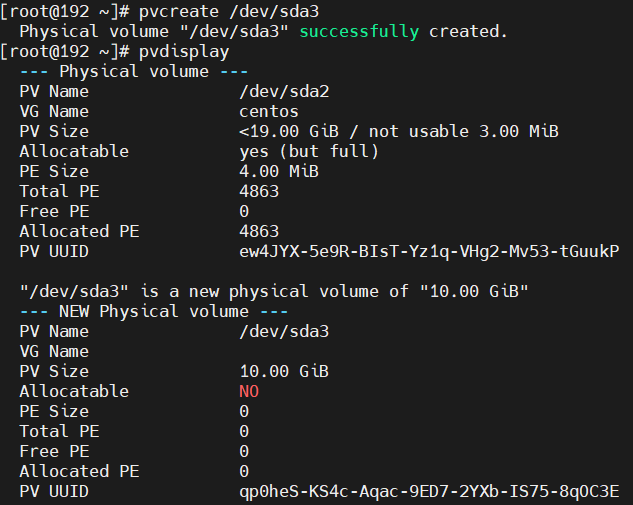 [root@192 ~]# pvcreate /dev/sda3
  Physical volume "/dev/sda3" successfully created.
[root@192 ~]# pvdisplay
  --- Physical volume ---
  PV Name               /dev/sda2
  VG Name               centos
  PV Size               <19.00 GiB / not usable 3.00 MiB
  Allocatable           yes (but full)
  PE Size               4.00 MiB
  Total PE              4863
  Free PE               0
  Allocated PE          4863
  PV UUID               ew4JYX-5e9R-BIsT-Yz1q-VHg2-Mv53-tGuukP

  "/dev/sda3" is a new physical volume of "10.00 GiB"
  --- NEW Physical volume ---
  PV Name               /dev/sda3
  VG Name
  PV Size               10.00 GiB
  Allocatable           NO
  PE Size               0
  Total PE              0
  Free PE               0
  Allocated PE          0
  PV UUID               qp0heS-KS4c-Aqac-9ED7-2YXb-IS75-8qOC3E